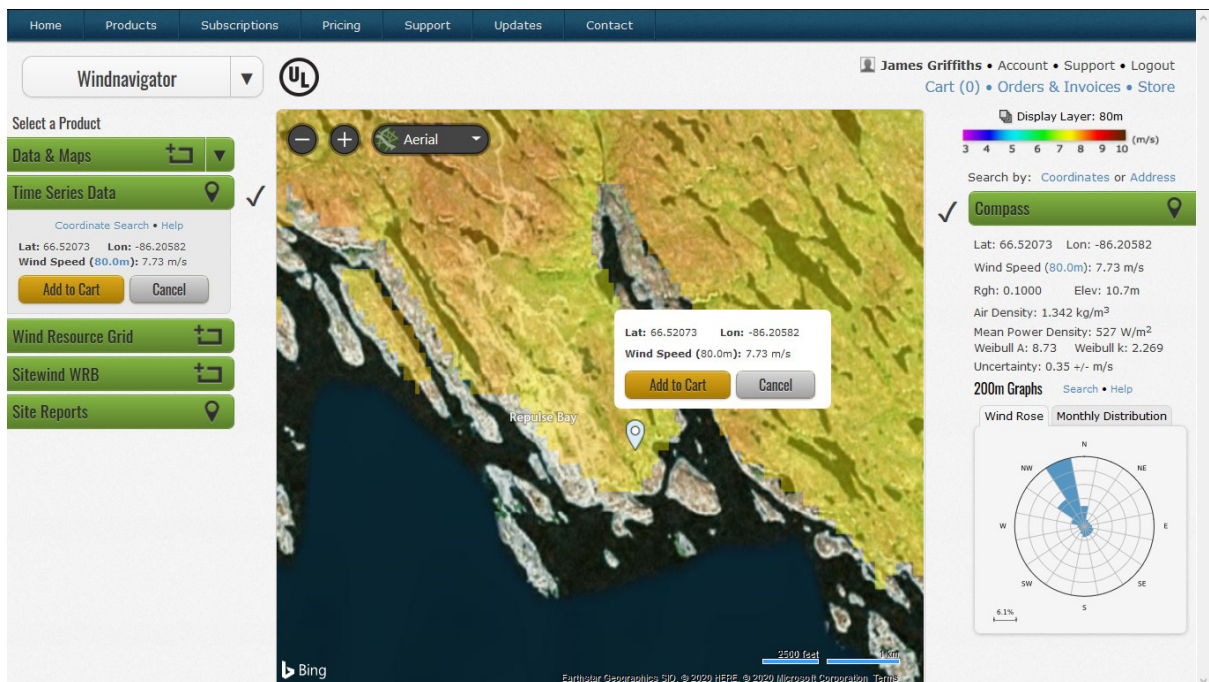 Home Products Subscriptions Pricing Support Updates Contact
Windnavigator
UL
James Griffiths • Account • Support • Logout
Cart (0) • Orders & Invoices • Store
Select a Product
Data & Maps
Time Series Data
Coordinate Search • Help
Lat: 66.52073 Lon: -86.20582
Wind Speed (80.0m): 7.73 m/s
Add to Cart Cancel
Wind Resource Grid
Sitewind WRB
Site Reports
Aerial
Lat: 66.52073 Lon: -86.20582
Wind Speed (80.0m): 7.73 m/s
Add to Cart Cancel
Repulse Bay
2500 feet 1 km
Bing
Earthstar Geographics SIO, © 2020 HERE, © 2020 Microsoft Corporation Terms
Display Layer: 80m
3 4 5 6 7 8 9 10 (m/s)
Search by: Coordinates or Address
Compass
Lat: 66.52073 Lon: -86.20582
Wind Speed (80.0m): 7.73 m/s
Rgh: 0.1000 Elev: 10.7m
Air Density: 1.342 kg/m³
Mean Power Density: 527 W/m²
Weibull A: 8.73 Weibull k: 2.269
Uncertainty: 0.35 +/- m/s
200m Graphs Search • Help
Wind Rose Monthly Distribution
N
NW NE
W E
SW SE
S
6.1%